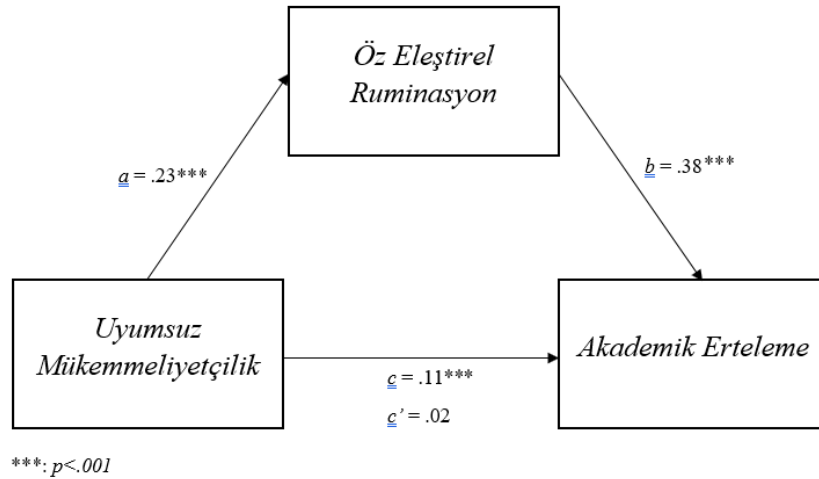 Öz Eleştirel
Ruminasyon
a = .23***
b = .38***
Uyumsuz
Mükemmeliyetçilik
Akademik Erteleme
c = .11***
c' = .02
***: p<.001